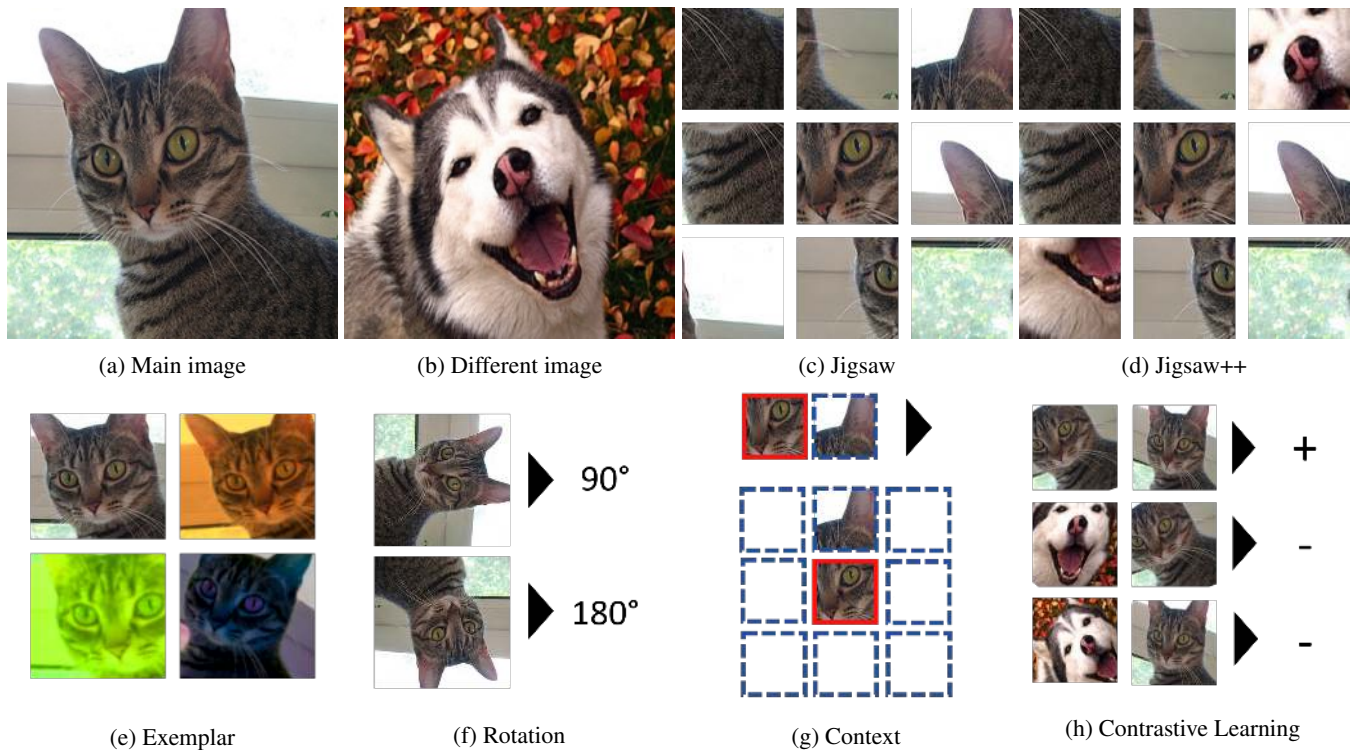 (a) Main image
(b) Different image
(c) Jigsaw
(d) Jigsaw++
90°
180°
+
-
-
(e) Exemplar
(f) Rotation
(g) Context
(h) Contrastive Learning